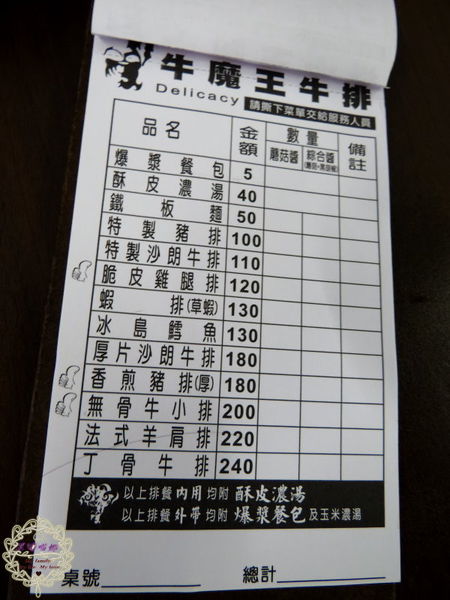 牛魔王牛排
Delicacy 請撕下菜單交給服務人員
品名 金額 數量 備註
蘑菇醬 綜合醬
(蘑菇+黑胡椒)
爆漿餐包 5
酥皮濃湯 40
鐵板麵 50
特製豬排 100
特製沙朗牛排 110
脆皮雞腿排 120
蝦排(草蝦) 130
冰島鱈魚 130
厚片沙朗牛排 180
香煎豬排(厚) 180
無骨牛小排 200
法式羊肩排 220
丁骨牛排 240
以上排餐內用均附 酥皮濃湯
以上排餐外帶均附 爆漿餐包及玉米濃湯
桌號 總計